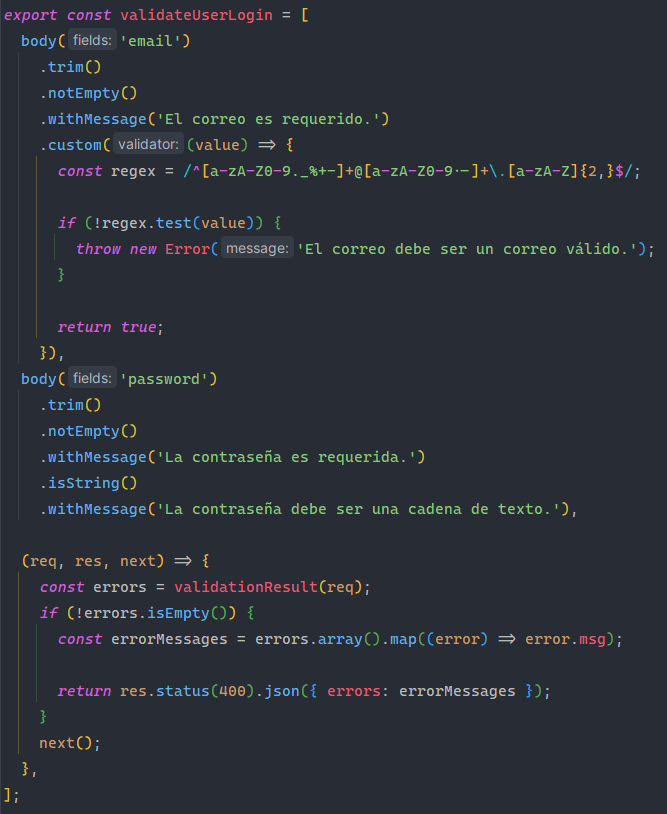 export const validateUserLogin = [
body( fields: 'email')
.trim()
.notEmpty()
.withMessage('El correo es requerido.')
.custom( validator: (value) => {
const regex = /^[a-zA-Z0-9._%+-]+@[a-zA-Z0-9.-]+\.[a-zA-Z]{2,}$/;
if (!regex.test(value)) {
throw new Error( message: 'El correo debe ser un correo válido.');
}
return true;
}),
body( fields: 'password')
.trim()
.notEmpty()
.withMessage('La contraseña es requerida.')
.isString()
.withMessage('La contraseña debe ser una cadena de texto.'),
(req, res, next) => {
const errors = validationResult(req);
if (!errors.isEmpty()) {
const errorMessages = errors.array().map((error) => error.msg);
return res.status(400).json({ errors: errorMessages });
}
next();
},
];